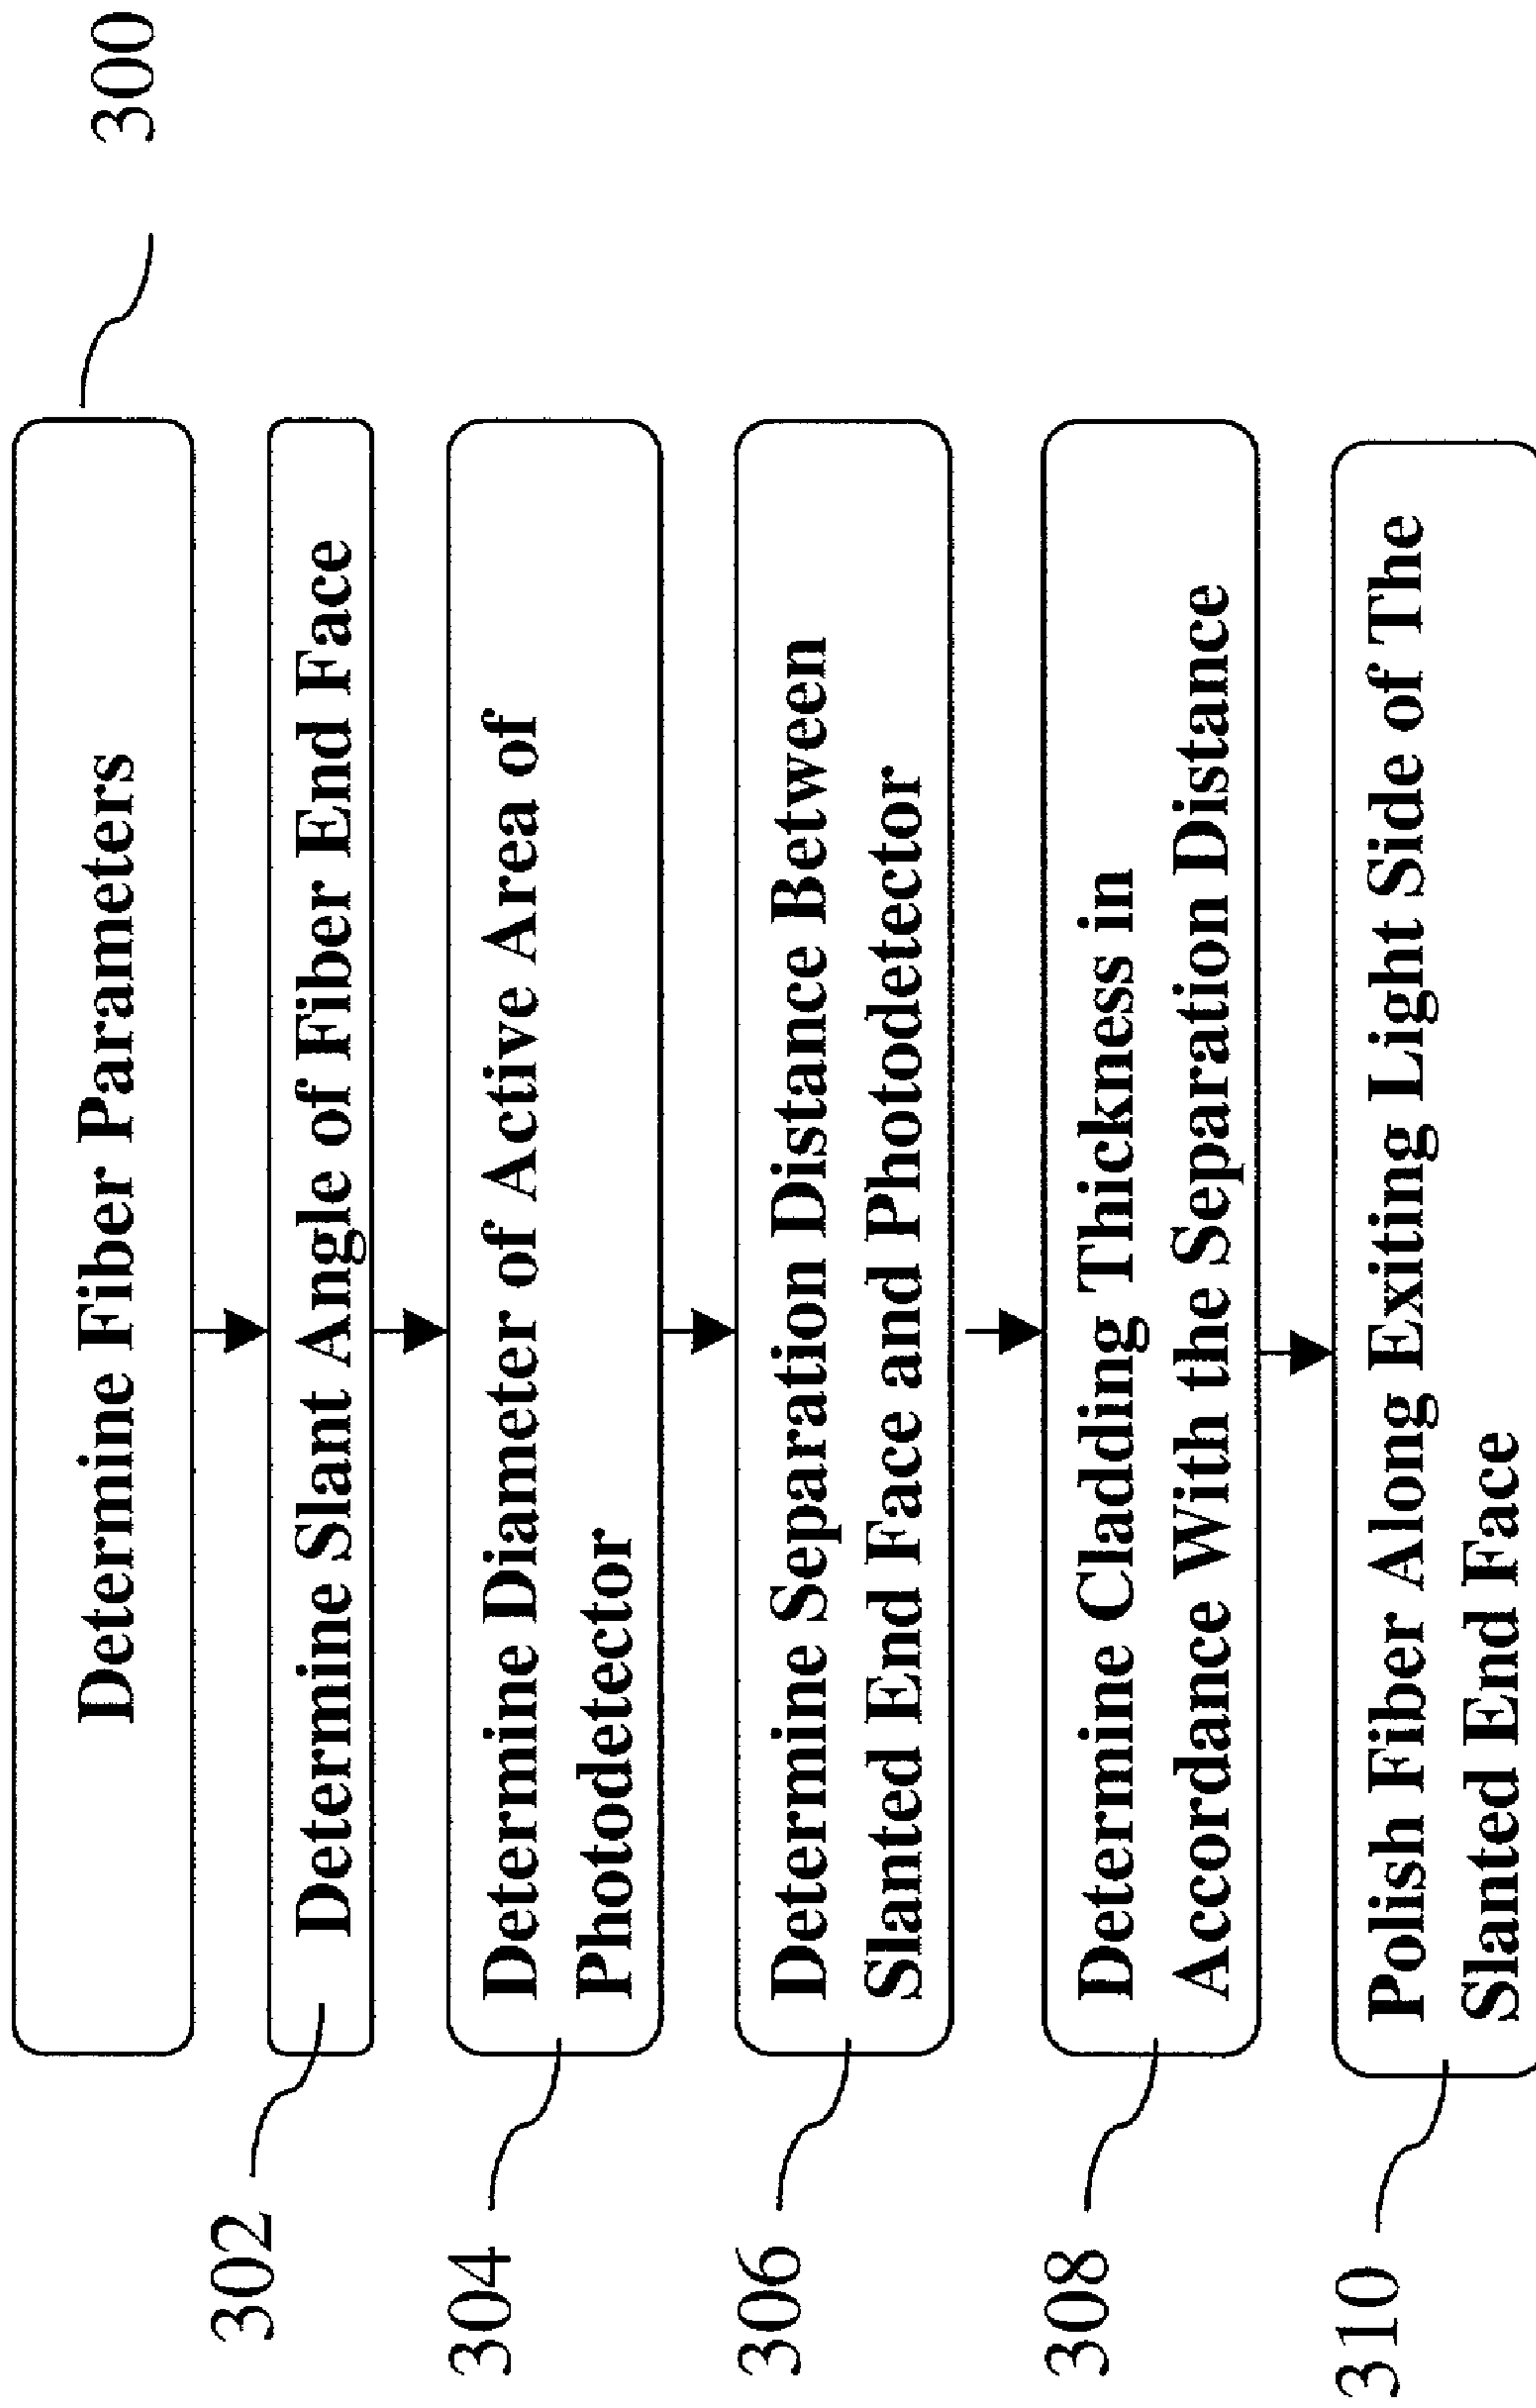 Determine Fiber Parameters
300
302
Determine Slant Angle of Fiber End Face
304
Determine Diameter of Active Area of
Photodetector
306
Determine Separation Distance Between
Slanted End Face and Photodetector
308
Determine Cladding Thickness in
Accordance With the Separation Distance
310
Polish Fiber Along Exiting Light Side of The
Slanted End Face